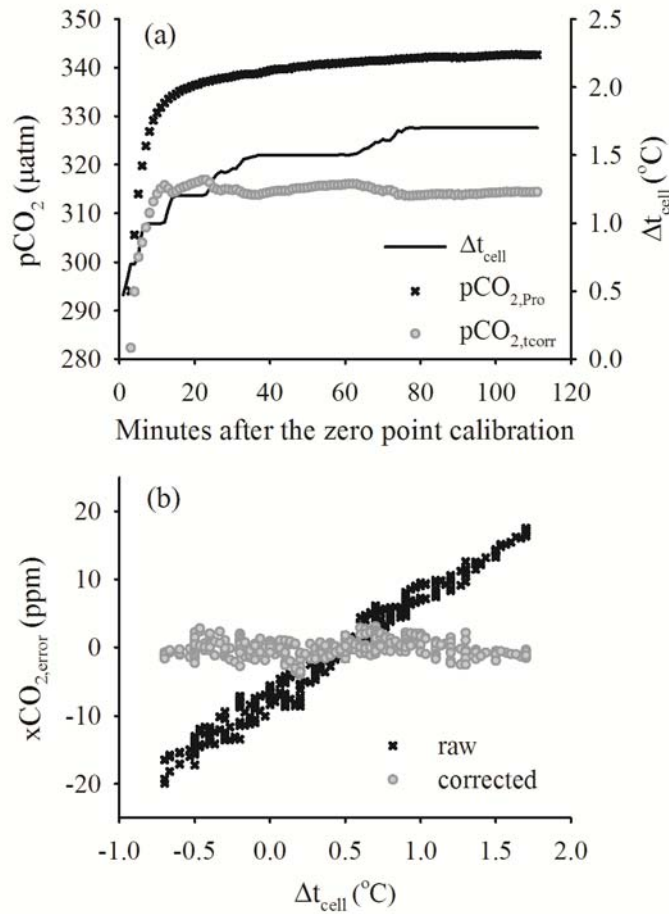 (a)
350
340
330
320
310
300
290
280
2.5
2.0
1.5
1.0
0.5
0.0
pCO₂ (μatm)
Δt_cell (°C)
Δt_cell
pCO₂,Pro
pCO₂,tcorr
0 20 40 60 80 100 120
Minutes after the zero point calibration
(b)
20
10
0
-10
-20
xCO₂,error (ppm)
raw
corrected
-1.0 -0.5 0.0 0.5 1.0 1.5 2.0
Δt_cell (°C)